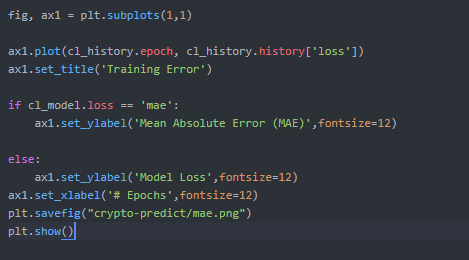 fig, ax1 = plt.subplots(1,1)
ax1.plot(cl_history.epoch, cl_history.history['loss'])
ax1.set_title('Training Error')
if cl_model.loss == 'mae':
    ax1.set_ylabel('Mean Absolute Error (MAE)',fontsize=12)
else:
    ax1.set_ylabel('Model Loss',fontsize=12)
ax1.set_xlabel('# Epochs',fontsize=12)
plt.savefig("crypto-predict/mae.png")
plt.show()